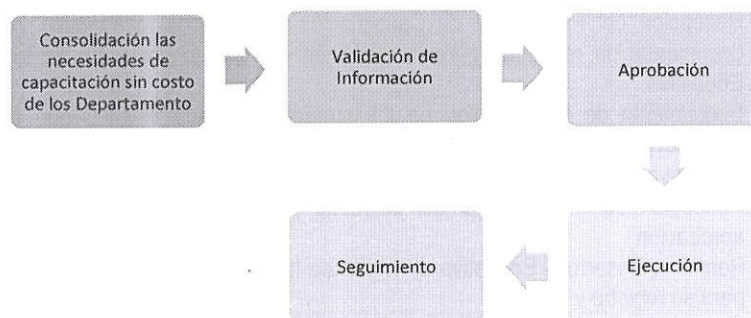 Consolidación las
necesidades de
capacitación sin costo
de los Departamento
Validación de
Información
Aprobación
Ejecución
Seguimiento